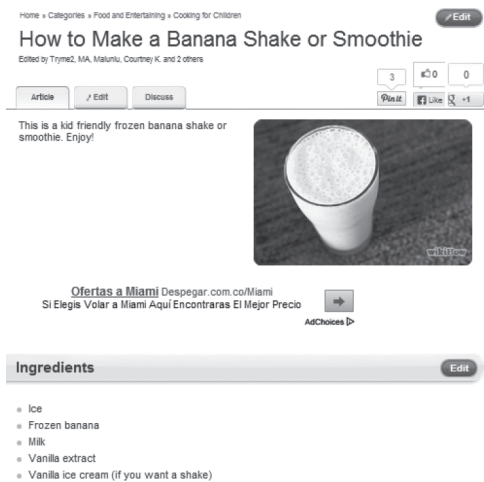 Home » Categories » Food and Entertaining » Cooking for Children
Edit
How to Make a Banana Shake or Smoothie
Edited by Tryme2, MA, Maluniu, Courtney K. and 2 others
3
0
0
Pin it
Like
+1
Article
Edit
Discuss
This is a kid friendly frozen banana shake or
smoothie. Enjoy!
wikiHow
Ofertas a Miami Despegar.com.co/Miami
Si Elegis Volar a Miami Aquí Encontraras El Mejor Precio
AdChoices
Ingredients
Edit
Ice
Frozen banana
Milk
Vanilla extract
Vanilla ice cream (if you want a shake)